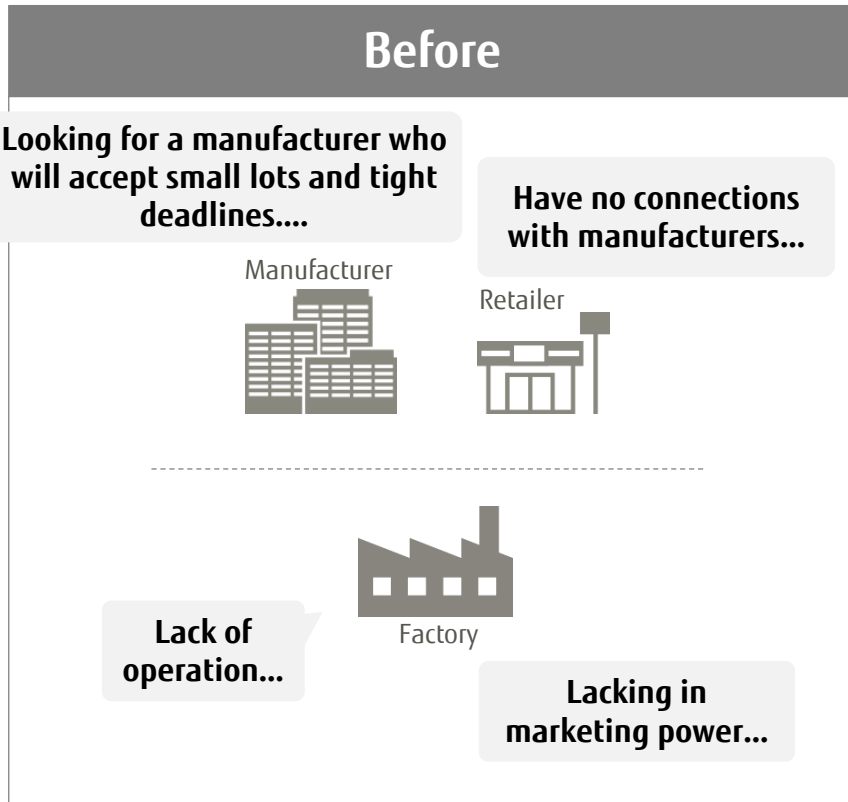 Before
Looking for a manufacturer who
will accept small lots and tight
deadlines....
Have no connections
with manufacturers...
Manufacturer
Retailer
Factory
Lack of
operation...
Lacking in
marketing power...